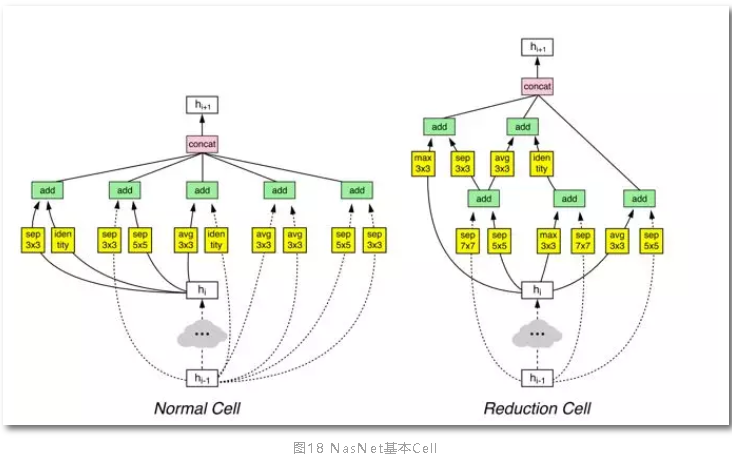 h_{i+1}
concat
add
add
add
add
add
sep 3x3
iden tity
sep 3x3
sep 5x5
avg 3x3
iden tity
avg 3x3
avg 3x3
sep 5x5
sep 3x3
h_i
...
h_{i-1}
Normal Cell
h_{i+1}
concat
add
add
max 3x3
sep 3x3
avg 3x3
iden tity
add
add
add
sep 7x7
sep 5x5
max 3x3
sep 7x7
avg 3x3
sep 5x5
h_i
...
h_{i-1}
Reduction Cell
图18 NasNet基本Cell